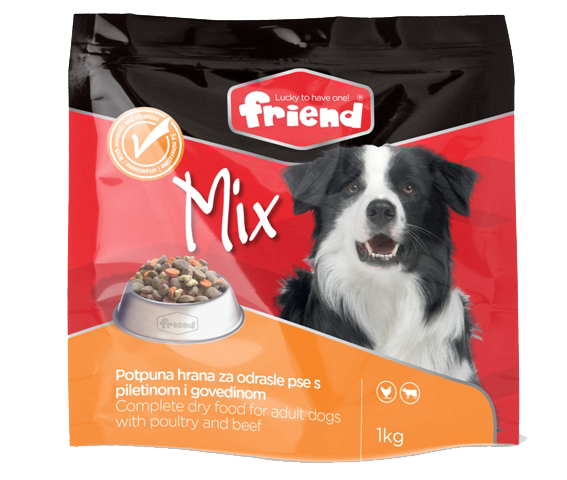 Lucky to have one!
friend®
Mix
friend
Potpuna hrana za odrasle pse s
piletinom i govedinom
Complete dry food for adult dogs
with poultry and beef
1kg